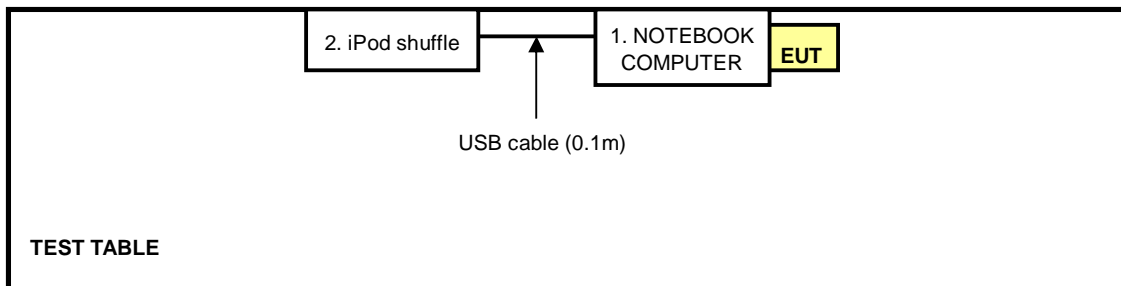 2. iPod shuffle
1. NOTEBOOK
COMPUTER
EUT
USB cable (0.1m)
TEST TABLE